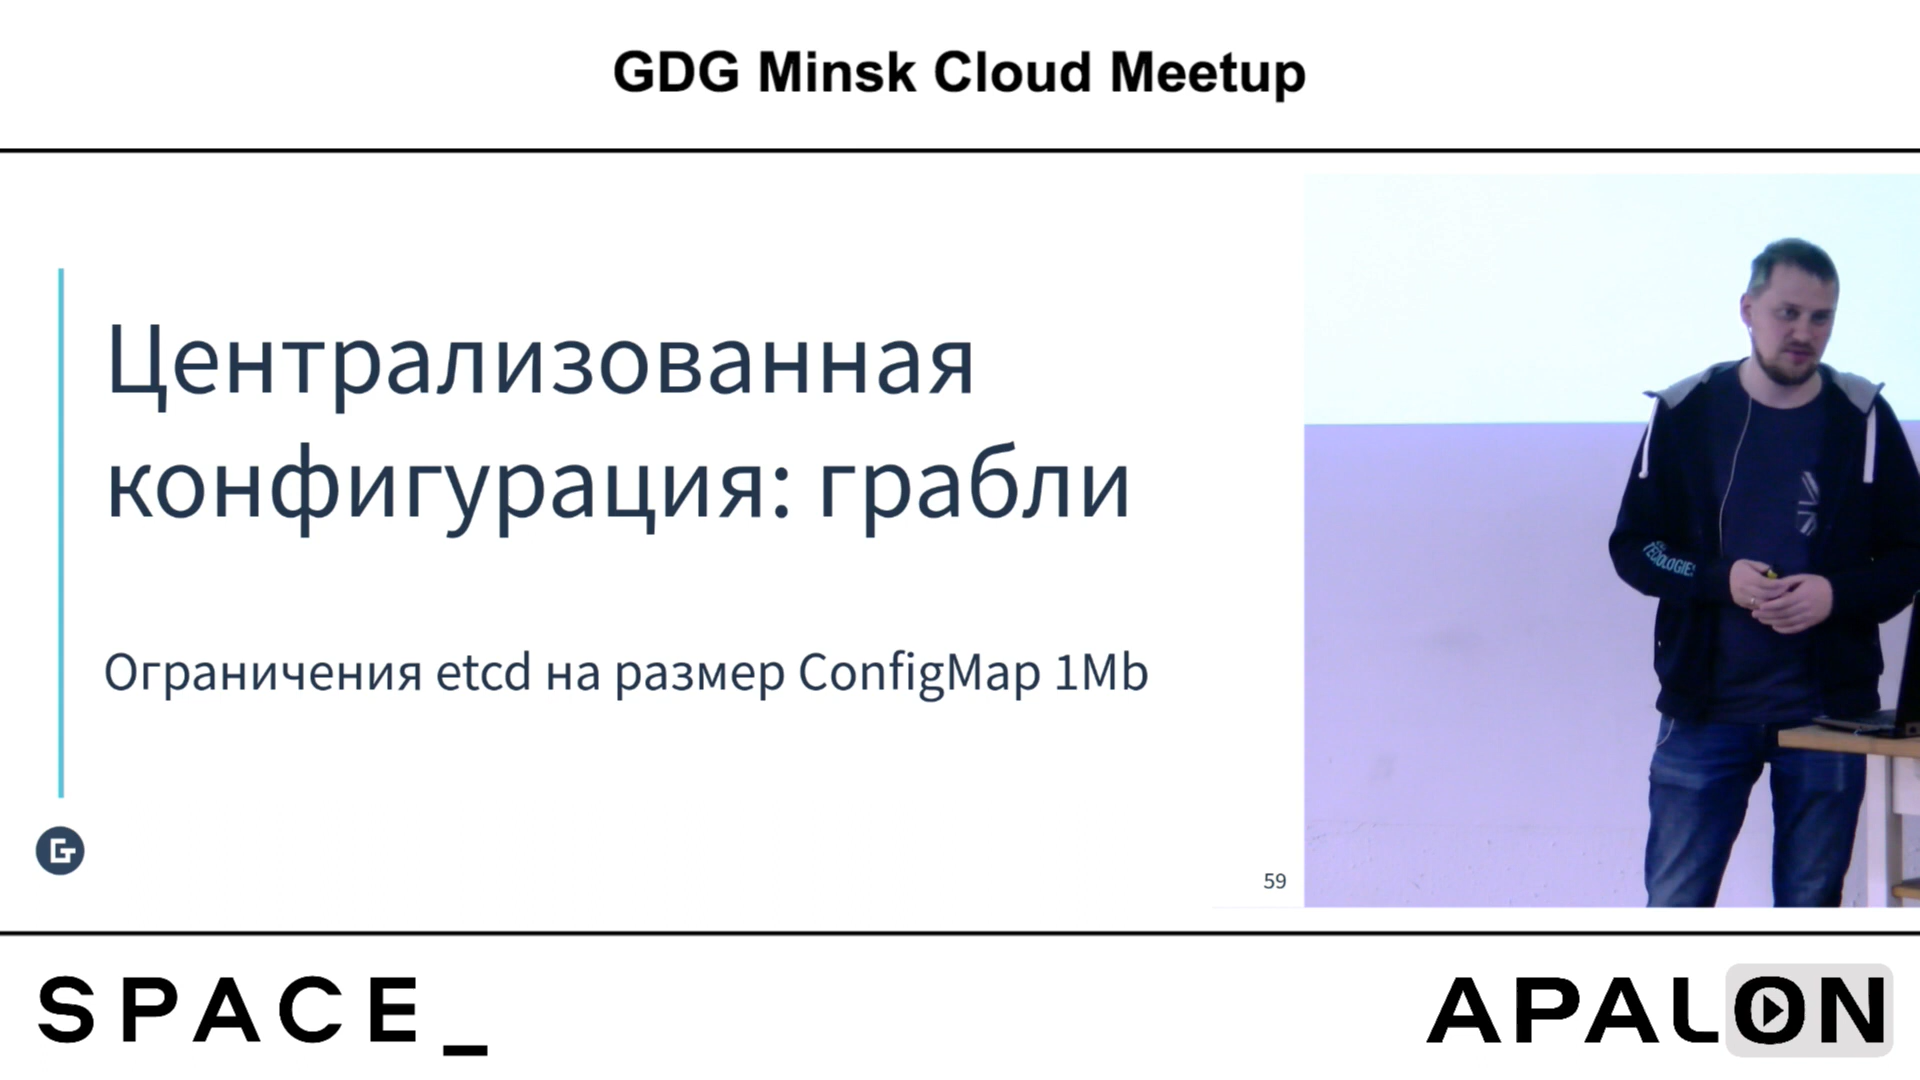 GDG Minsk Cloud Meetup
Централизованная
конфигурация: грабли
Ограничения etcd на размер ConfigMap 1Mb
59
SPACE_
APALON